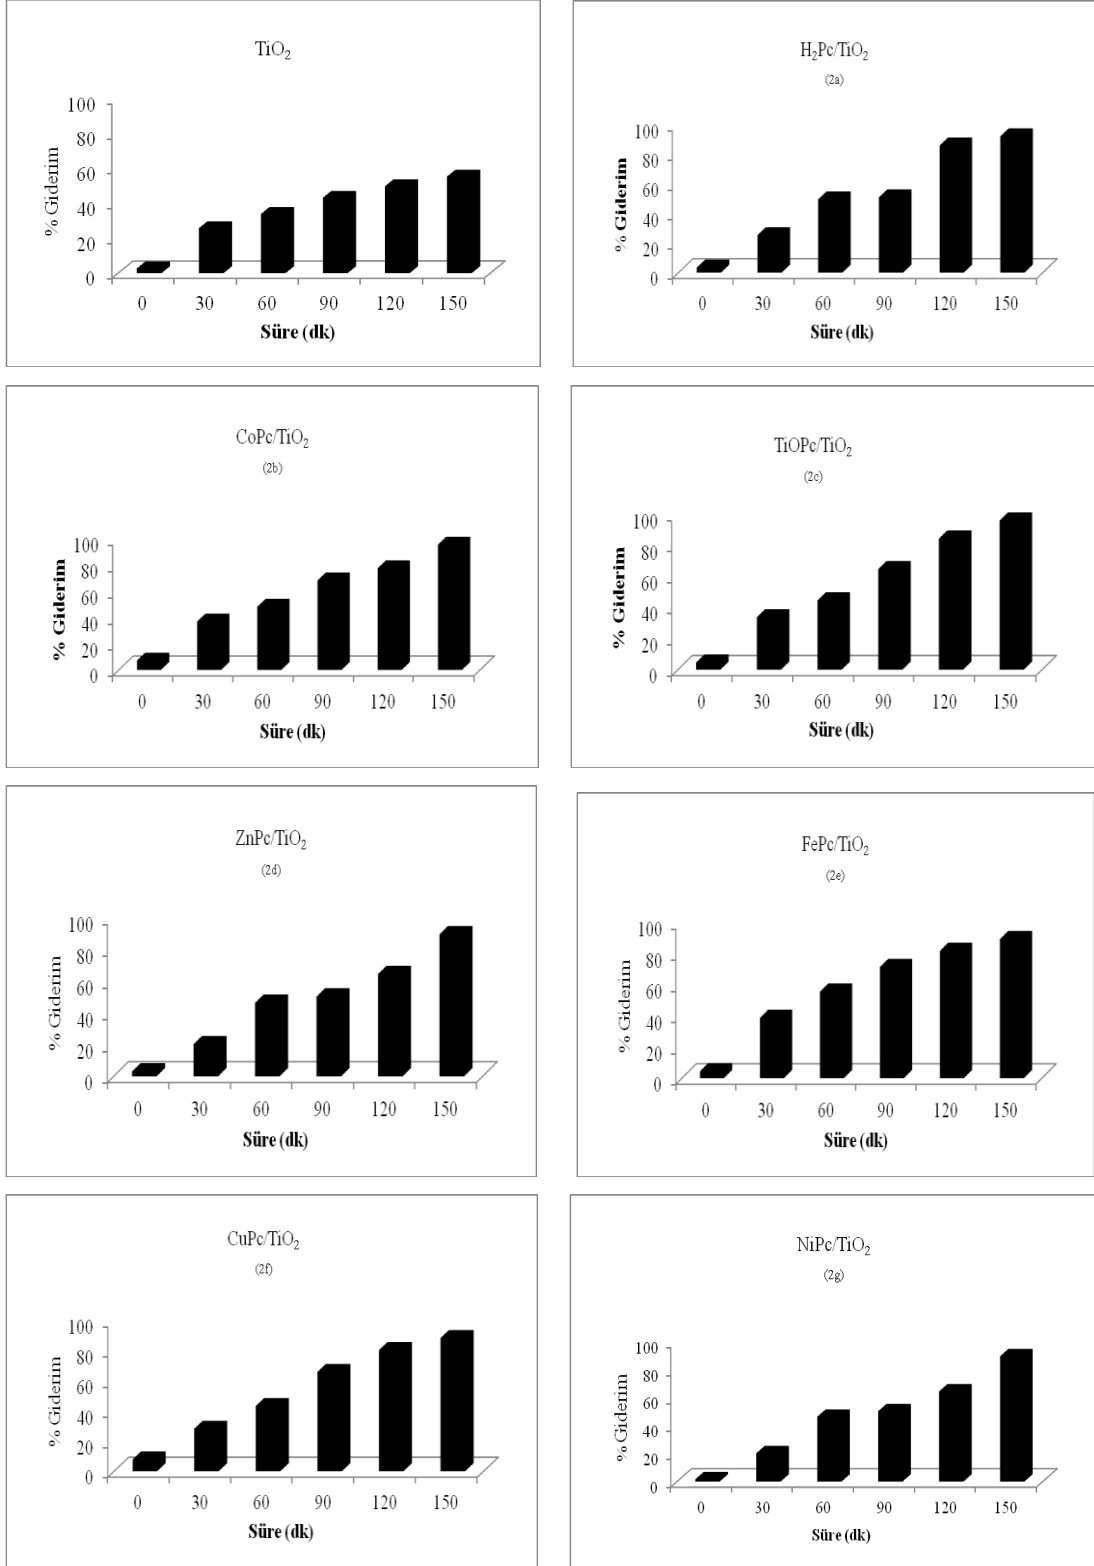 TiO₂
100
80
60
40
20
0
% Giderim
0 30 60 90 120 150
Süre (dk)
H₂Pc/TiO₂
(2a)
100
80
60
40
20
0
% Giderim
0 30 60 90 120 150
Süre (dk)
CoPc/TiO₂
(2b)
100
80
60
40
20
0
% Giderim
0 30 60 90 120 150
Süre (dk)
TiOPc/TiO₂
(2c)
100
80
60
40
20
0
% Giderim
0 30 60 90 120 150
Süre (dk)
ZnPc/TiO₂
(2d)
100
80
60
40
20
0
% Giderim
0 30 60 90 120 150
Süre (dk)
FePc/TiO₂
(2e)
100
80
60
40
20
0
% Giderim
0 30 60 90 120 150
Süre (dk)
CuPc/TiO₂
(2f)
100
80
60
40
20
0
% Giderim
0 30 60 90 120 150
Süre (dk)
NiPc/TiO₂
(2g)
100
80
60
40
20
0
% Giderim
0 30 60 90 120 150
Süre (dk)